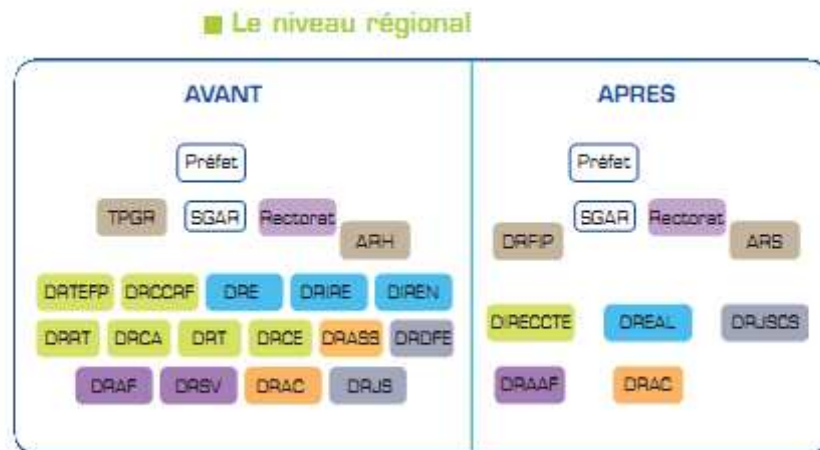 Le niveau régional
AVANT
Préfet
TPGR SGAR Rectorat
ARH
DRTEFP DRCCRF DRE DRIRE DIREN
DRRT DRCA DRT DRCE DRASS DRDFE
DRAF DRSV DRAC DRJS
APRES
Préfet
SGAR Rectorat
DRFIP ARS
DIRECCTE DREAL DRJSCS
DRAAF DRAC